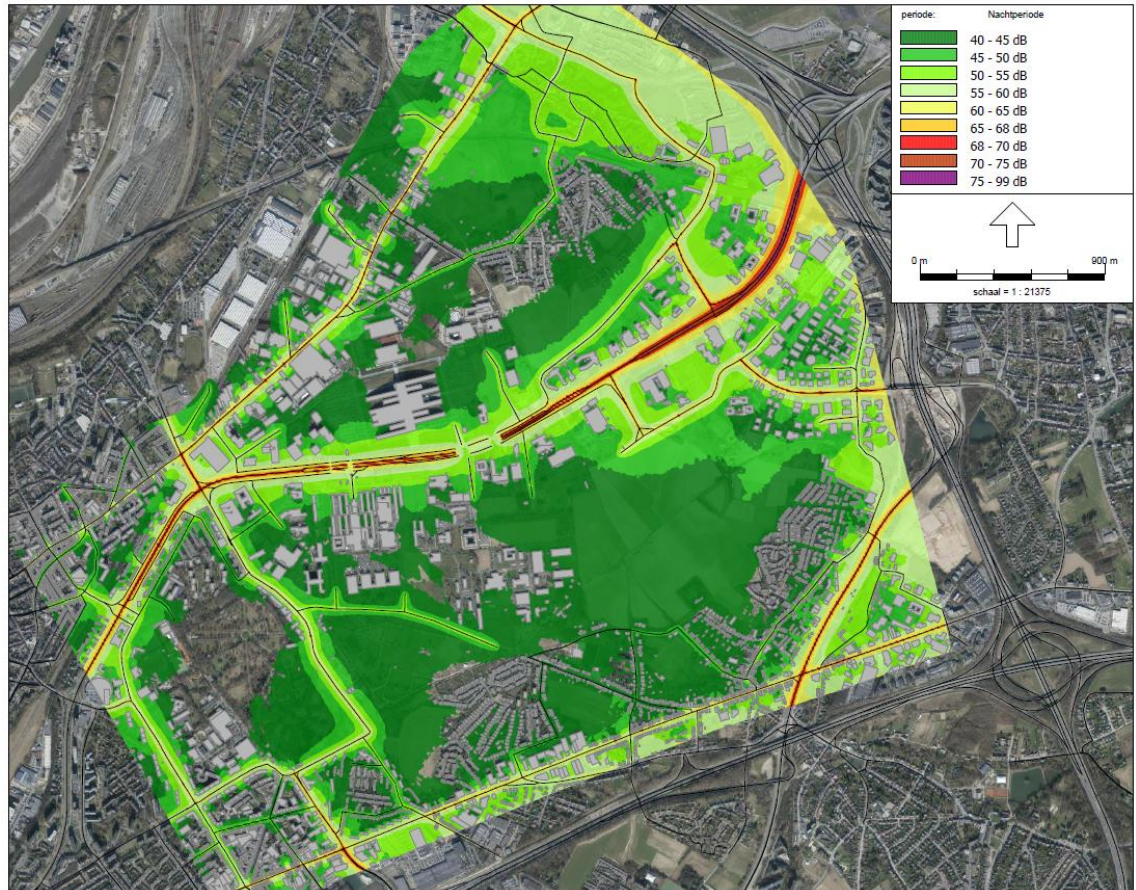 periode: Nachtperiode
40 - 45 dB
45 - 50 dB
50 - 55 dB
55 - 60 dB
60 - 65 dB
65 - 68 dB
68 - 70 dB
70 - 75 dB
75 - 99 dB
0 m 900 m
schaal = 1 : 21375